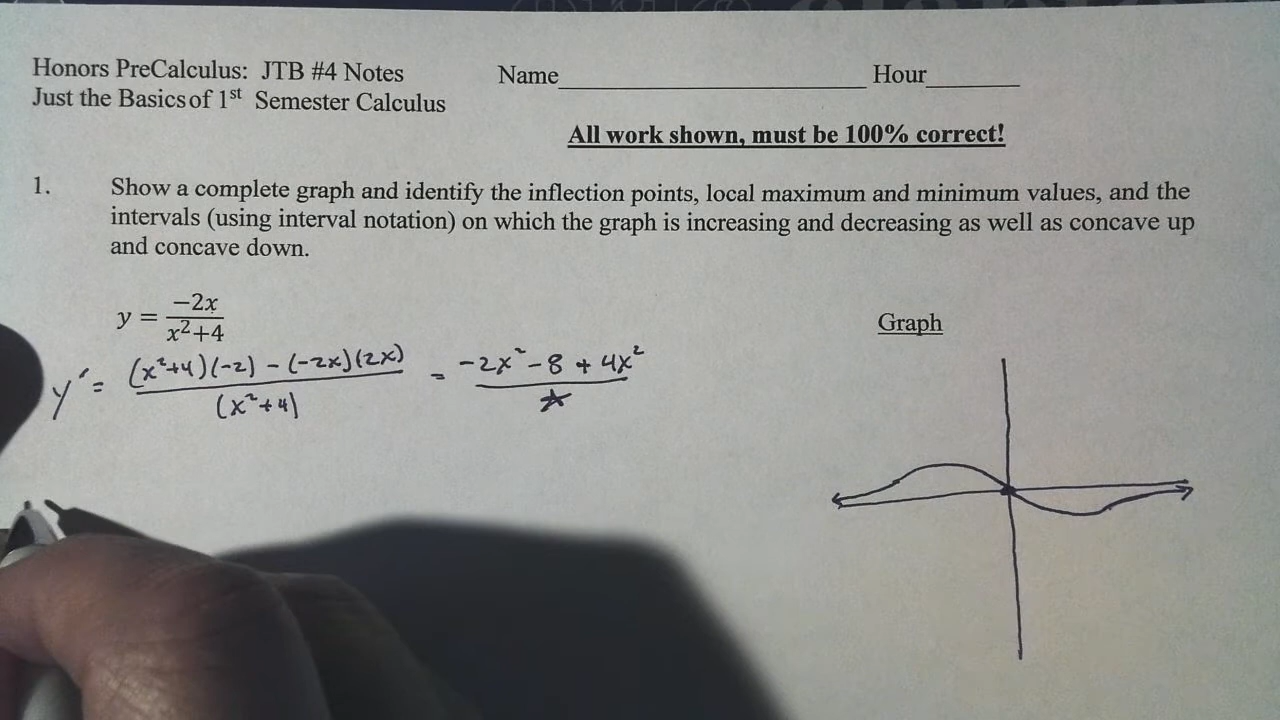 Honors PreCalculus: JTB #4 Notes Name____________________ Hour______
Just the Basics of 1st Semester Calculus
All work shown, must be 100% correct!
1. Show a complete graph and identify the inflection points, local maximum and minimum values, and the
intervals (using interval notation) on which the graph is increasing and decreasing as well as concave up
and concave down.
y = −2x / x²+4
Graph
y' = (x²+4)(-2) - (-2x)(2x) / (x²+4) = -2x² - 8 + 4x² / ☆